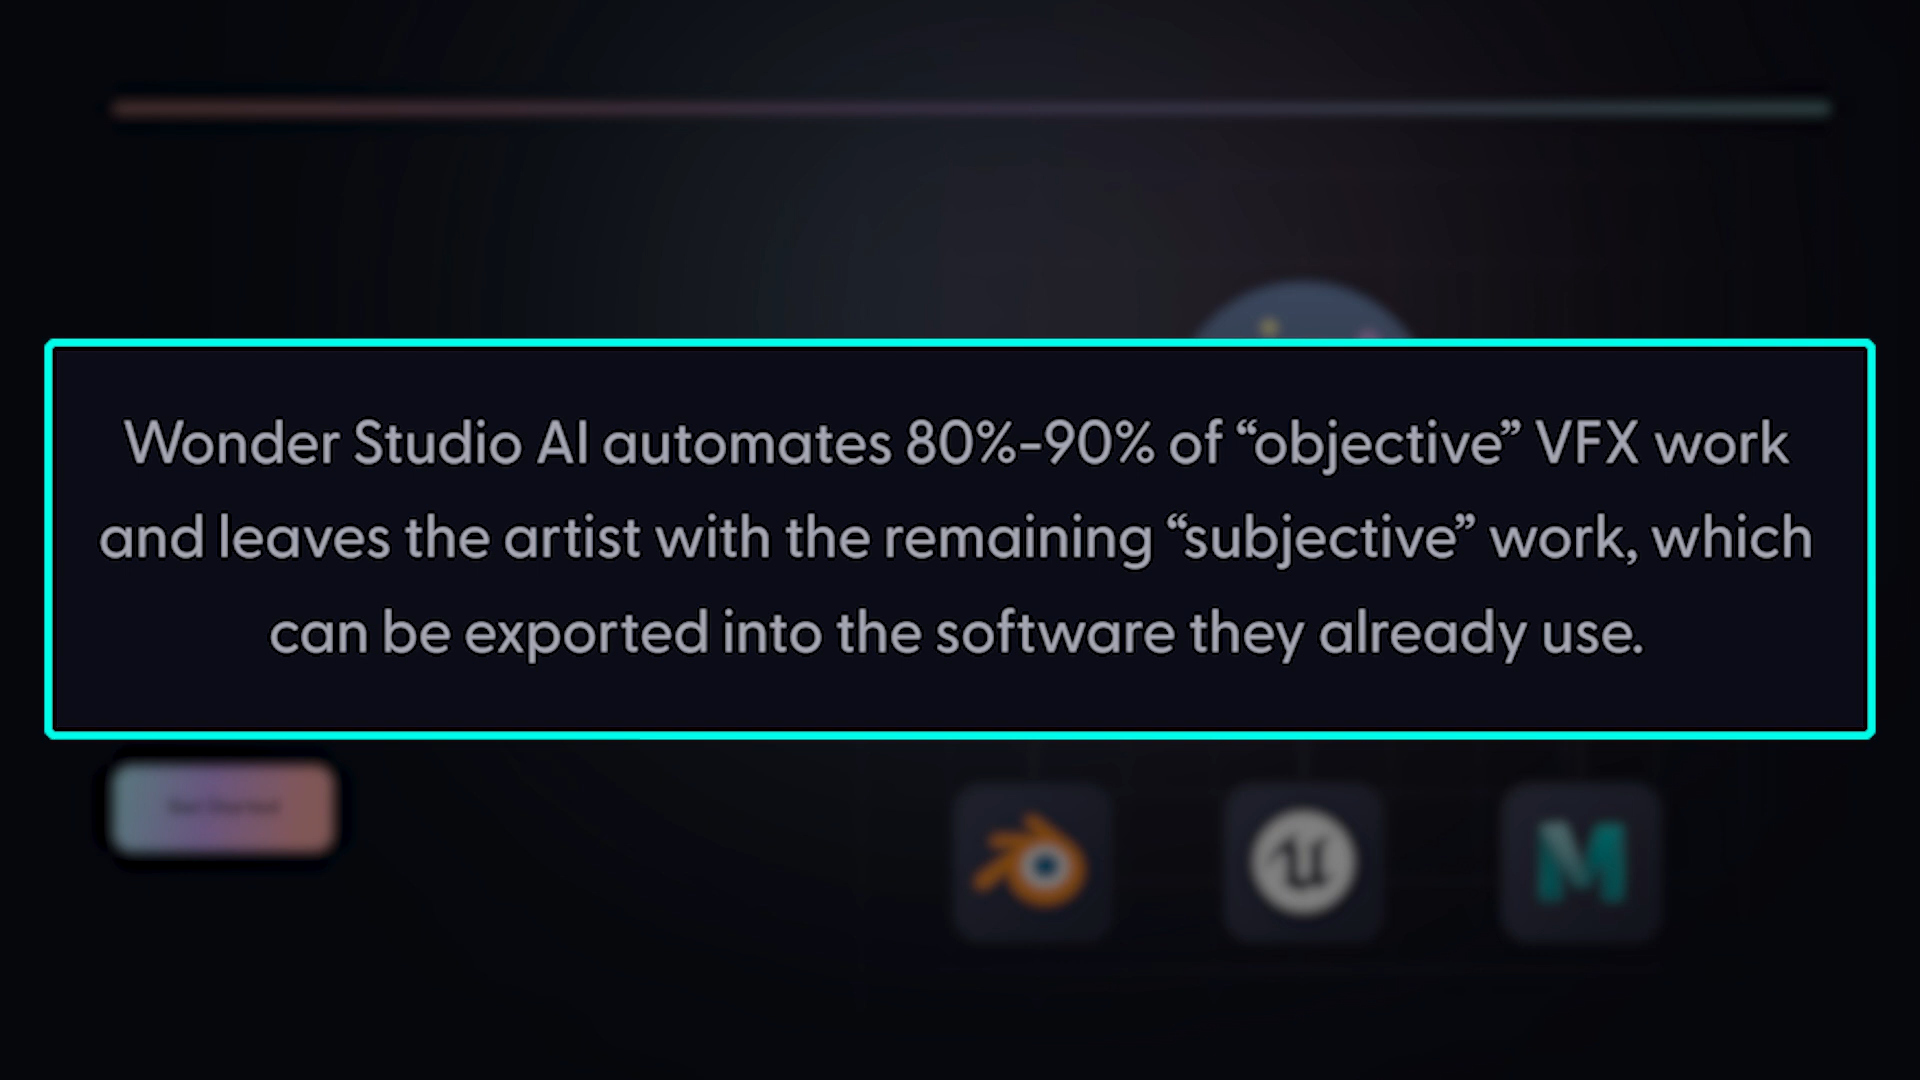 Wonder Studio AI automates 80%-90% of “objective” VFX work
and leaves the artist with the remaining “subjective” work, which
can be exported into the software they already use.